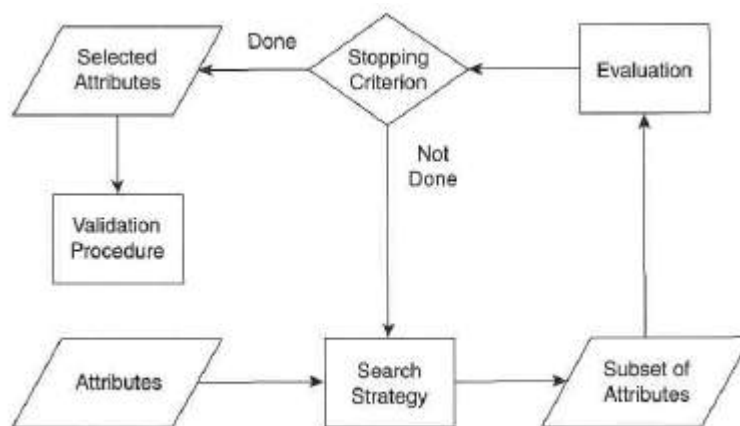 Done
Selected
Attributes
Stopping
Criterion
Evaluation
Not
Done
Validation
Procedure
Attributes
Search
Strategy
Subset of
Attributes